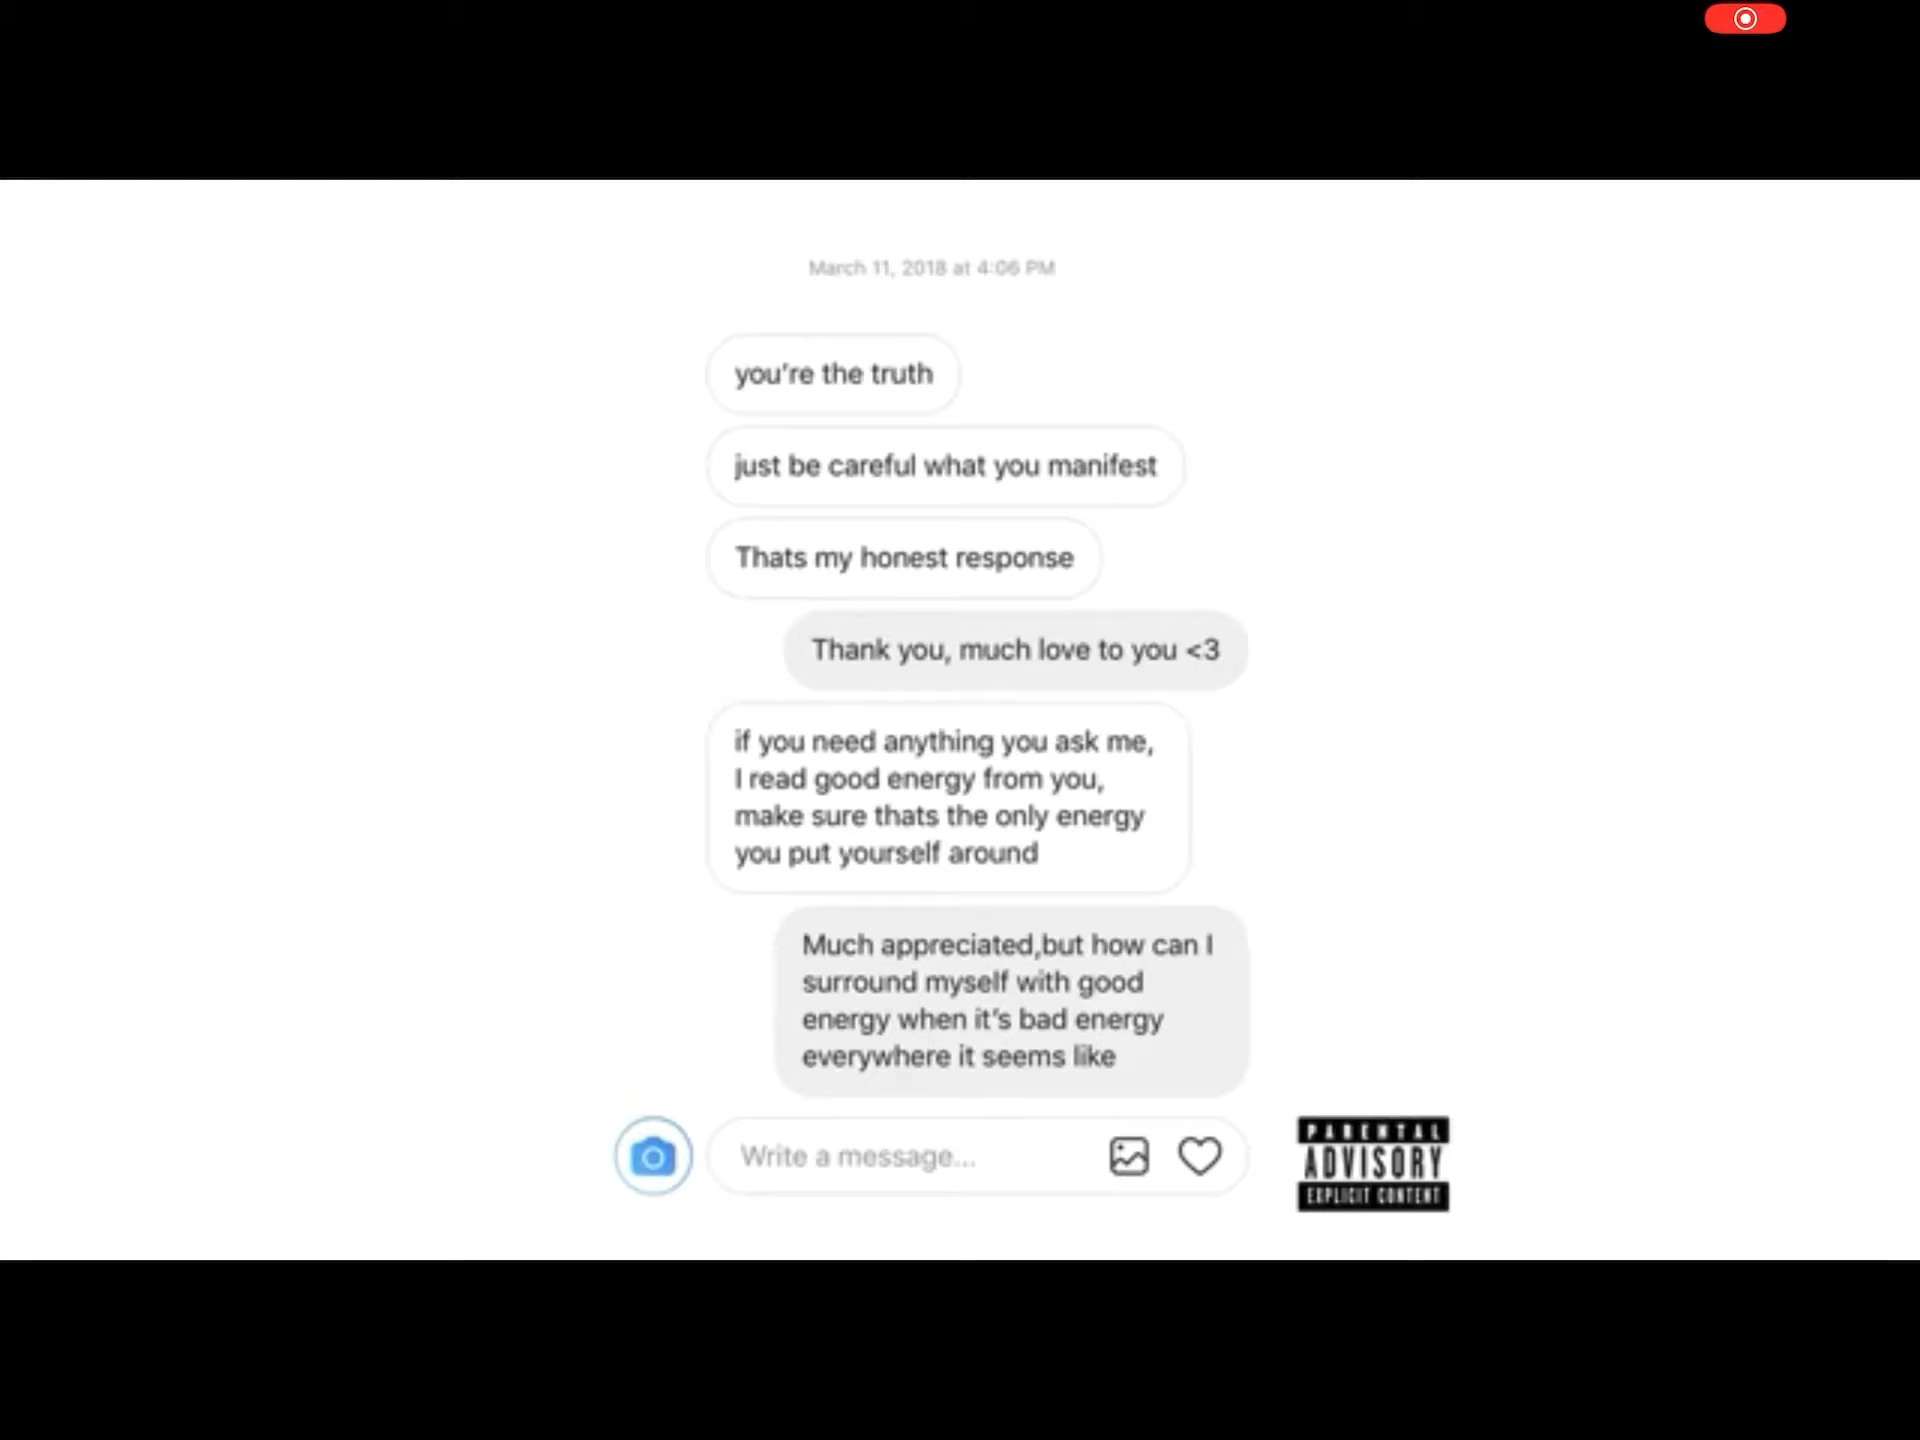 March 11, 2018 at 4:06 PM
you're the truth
just be careful what you manifest
Thats my honest response
Thank you, much love to you <3
if you need anything you ask me,
I read good energy from you,
make sure thats the only energy
you put yourself around
Much appreciated,but how can I
surround myself with good
energy when it's bad energy
everywhere it seems like
Write a message...
PARENTAL
ADVISORY
EXPLICIT CONTENT